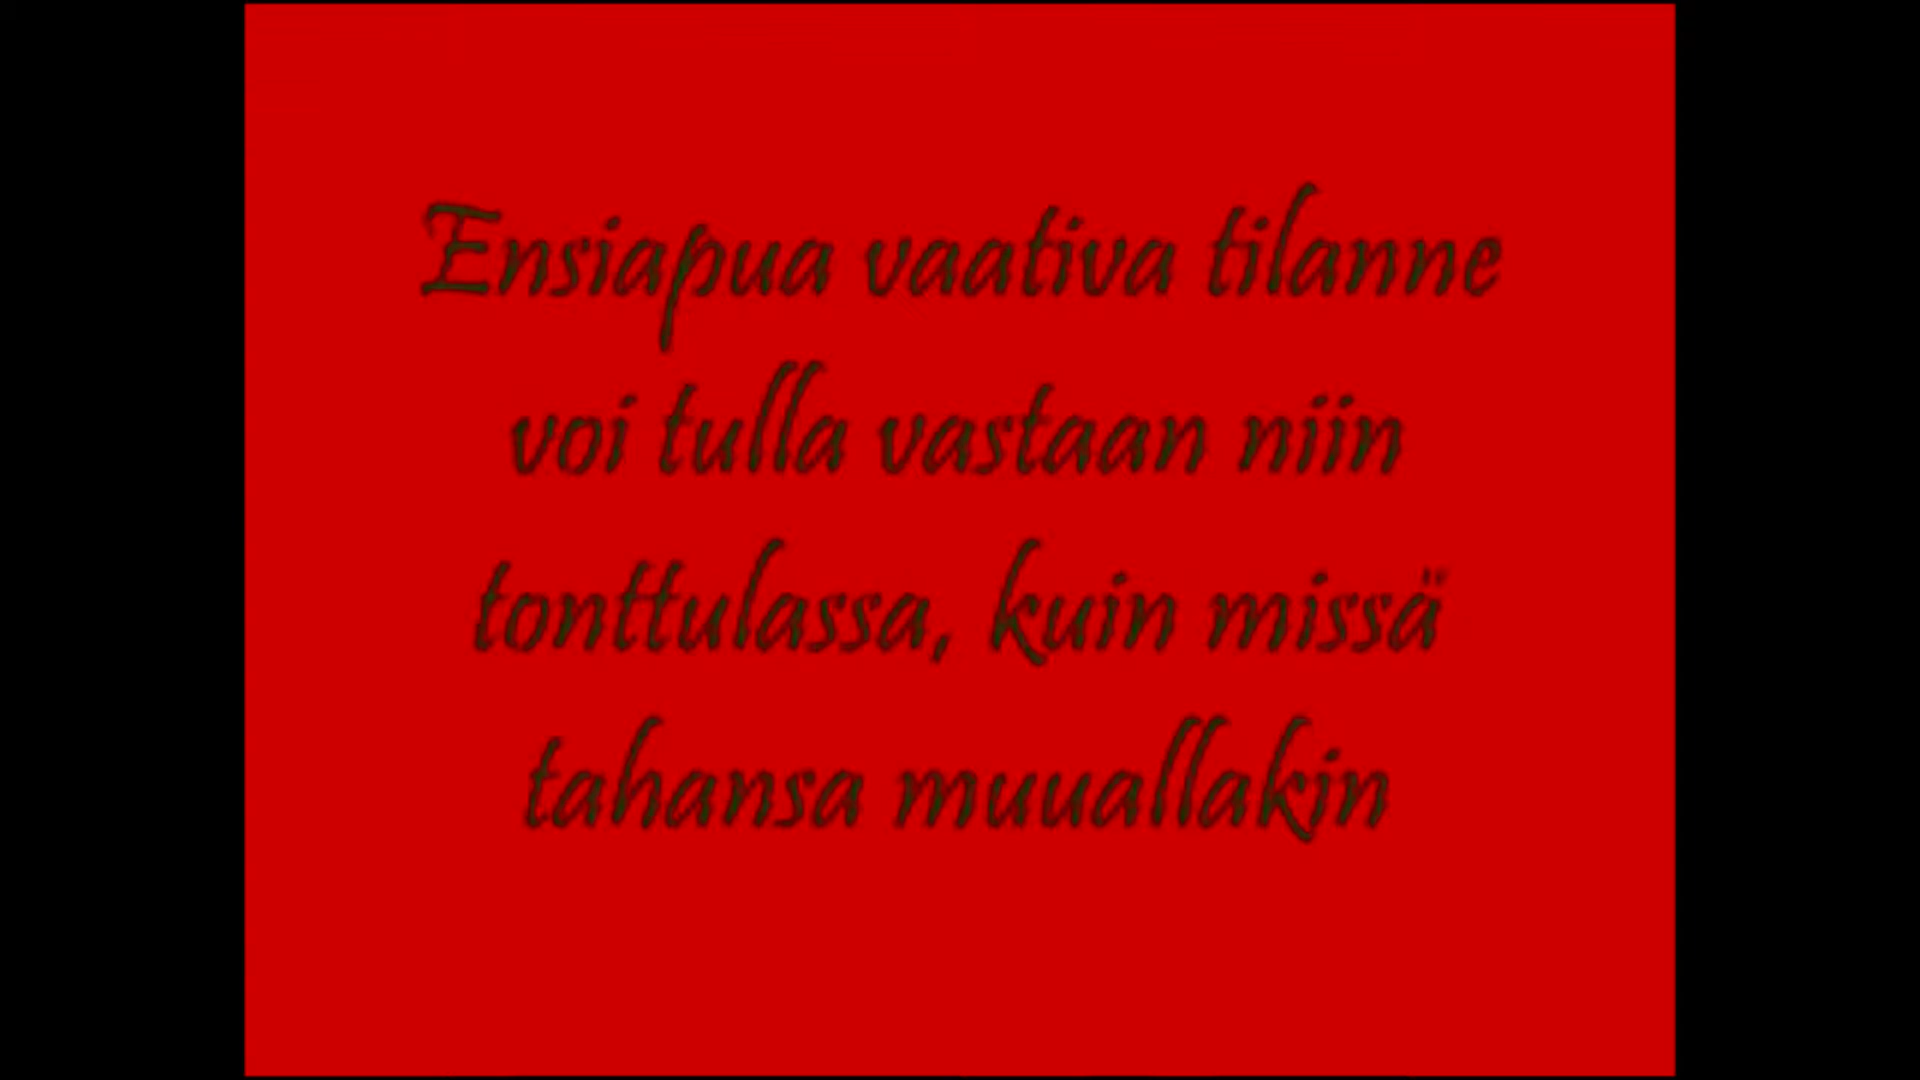 Ensiapua vaativa tilanne
voi tulla vastaan niin
tonttulassa, kuin missä
tahansa muuallakin